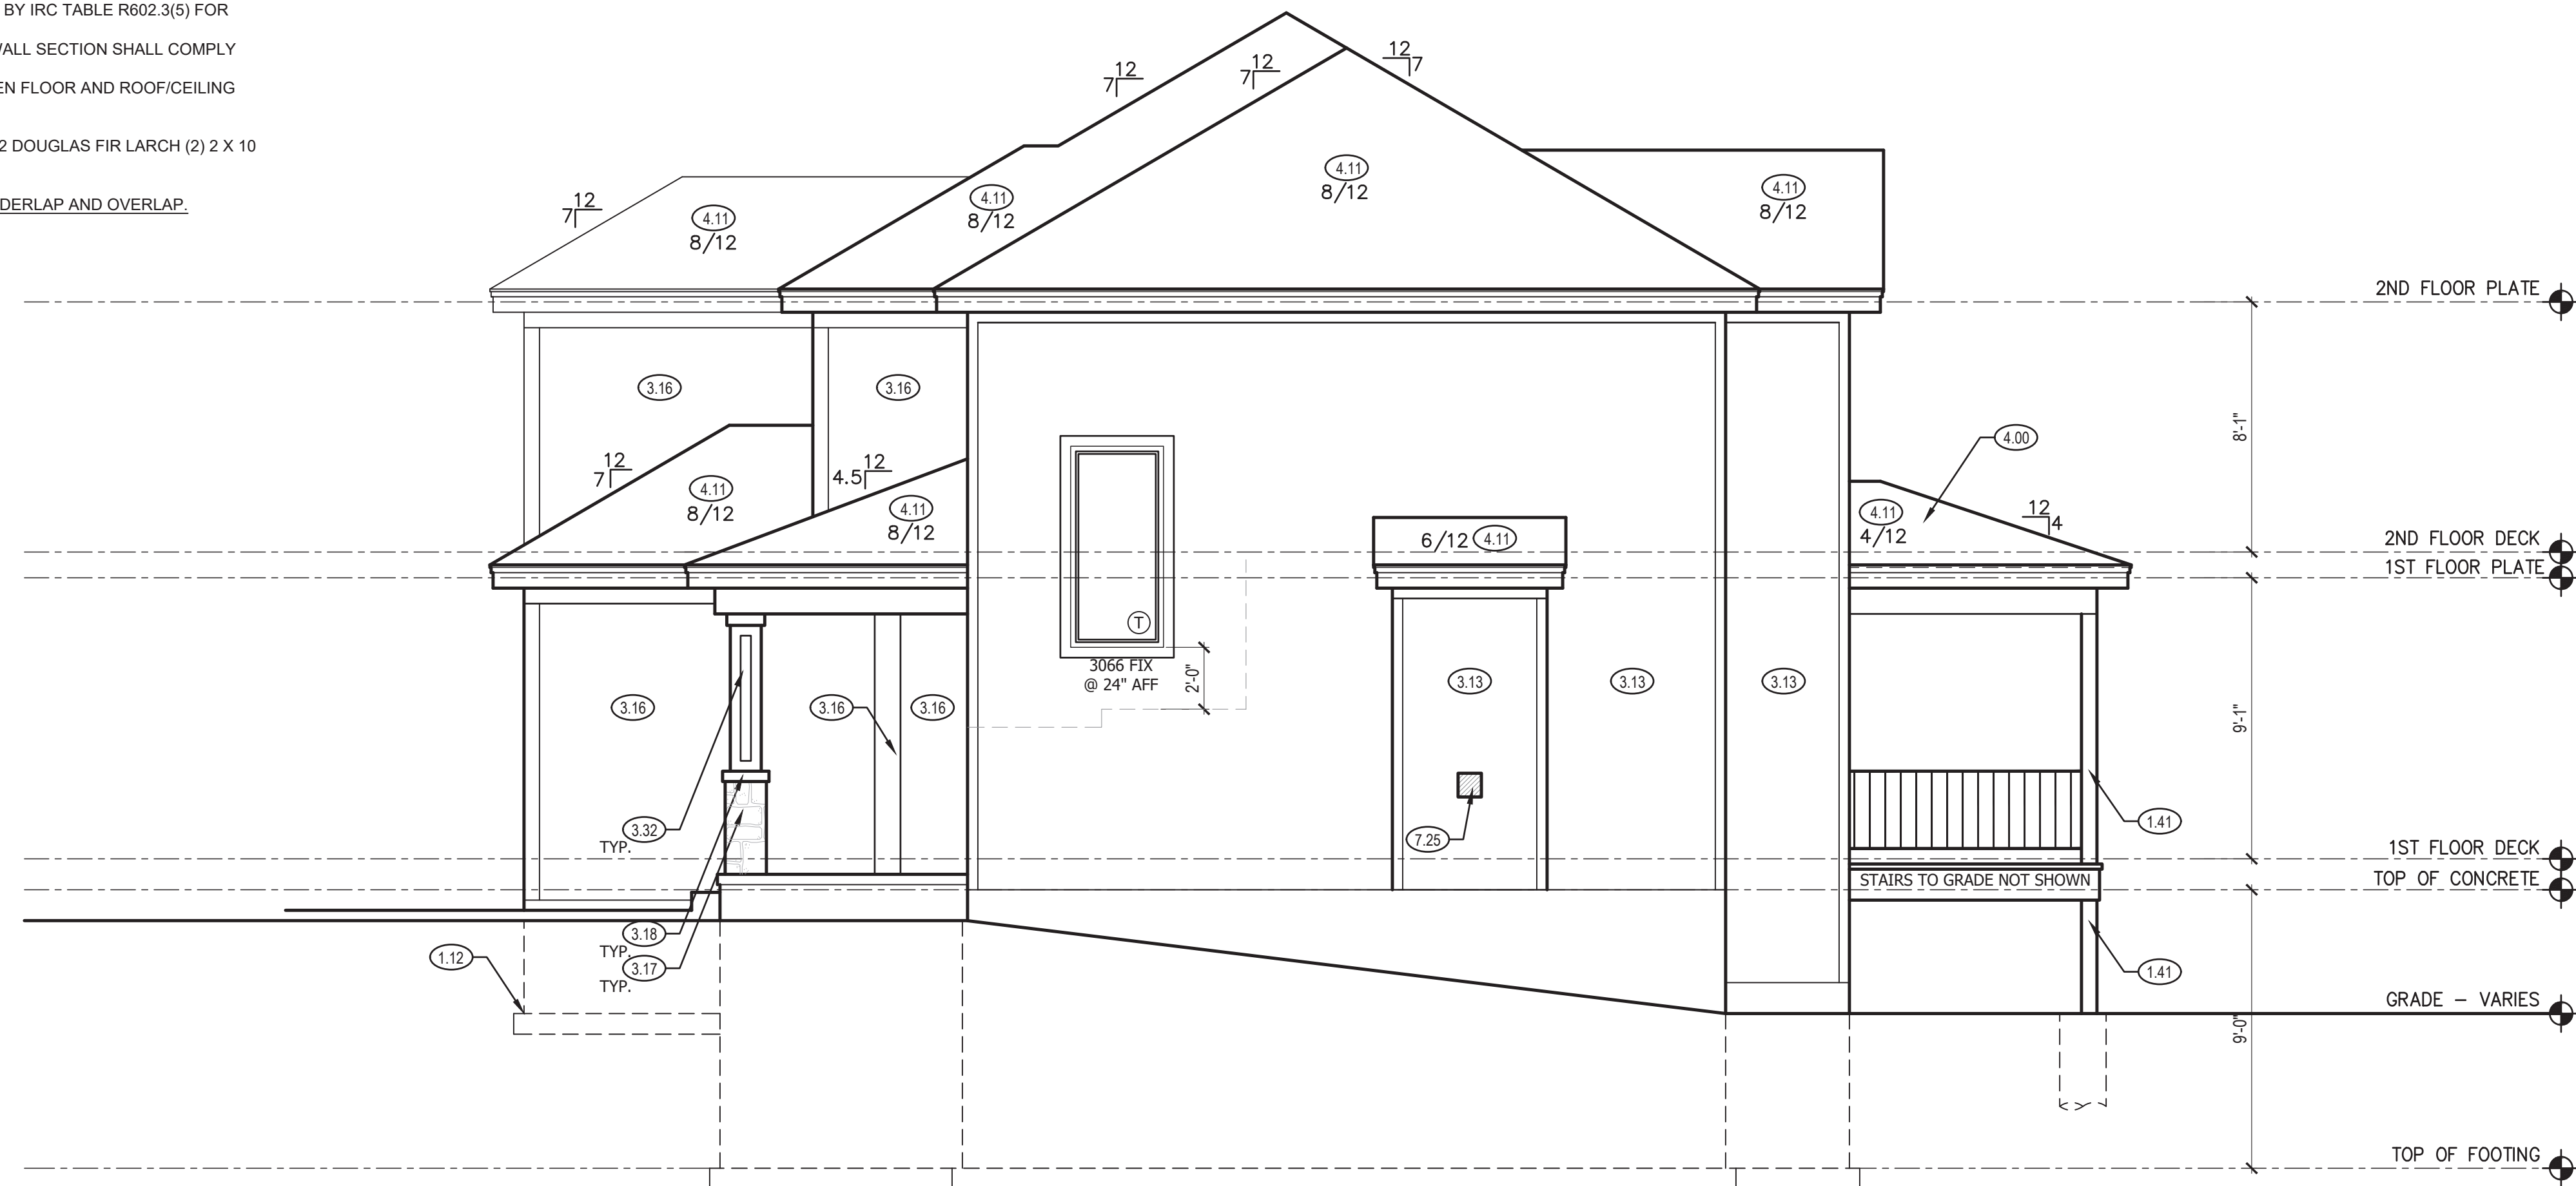 BY IRC TABLE R602.3(5) FOR
WALL SECTION SHALL COMPLY
EN FLOOR AND ROOF/CEILING
2 DOUGLAS FIR LARCH (2) 2 X 10
DERLAP AND OVERLAP.
12
7
12
7
12
7
12
7
4.11
8/12
4.11
8/12
4.11
8/12
4.11
8/12
2ND FLOOR PLATE
3.16
3.16
8'-1"
4.00
12
7
12
4.5
4.11
8/12
4.11
8/12
6/12 4.11
4.11
4/12
12
4
2ND FLOOR DECK
1ST FLOOR PLATE
T
3066 FIX
@ 24" AFF
2'-0"
3.16
3.16
3.16
3.13
3.13
3.13
9'-1"
3.32
TYP.
7.25
1.41
1ST FLOOR DECK
TOP OF CONCRETE
STAIRS TO GRADE NOT SHOWN
3.18
TYP.
3.17
TYP.
1.12
1.41
GRADE - VARIES
9'-0"
TOP OF FOOTING